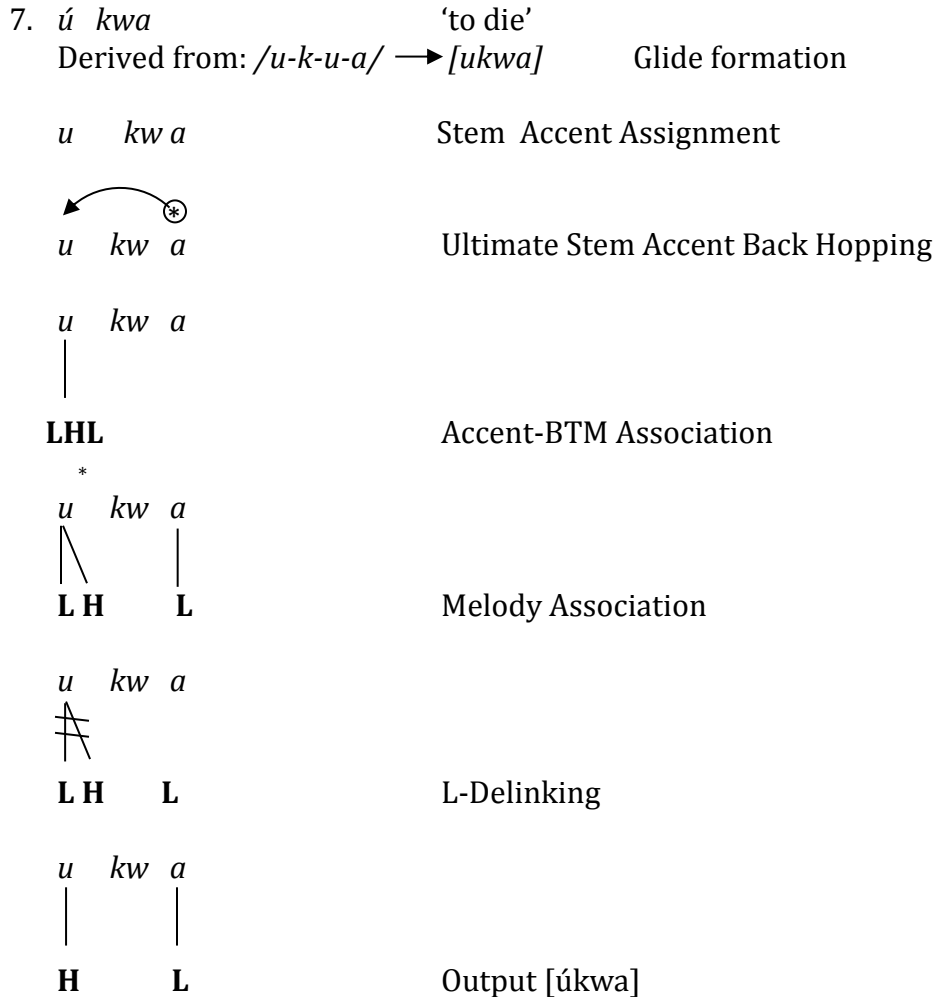 7. ú kwa 'to die'
Derived from: /u-k-u-a/ → [ukwa] Glide formation
u kw a Stem Accent Assignment
*
u kw a Ultimate Stem Accent Back Hopping
u kw a
LHL Accent-BTM Association
*
u kw a
L H L Melody Association
u kw a
L H L L-Delinking
u kw a
H L Output [úkwa]